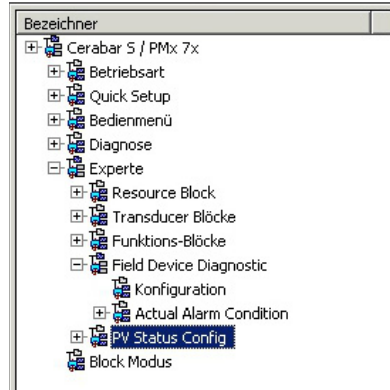 Bezeichner
Cerabar S / PMx 7x
Betriebsart
Quick Setup
Bedienmenü
Diagnose
Experte
Resource Block
Transducer Blöcke
Funktions-Blöcke
Field Device Diagnostic
Konfiguration
Actual Alarm Condition
PV Status Config
Block Modus